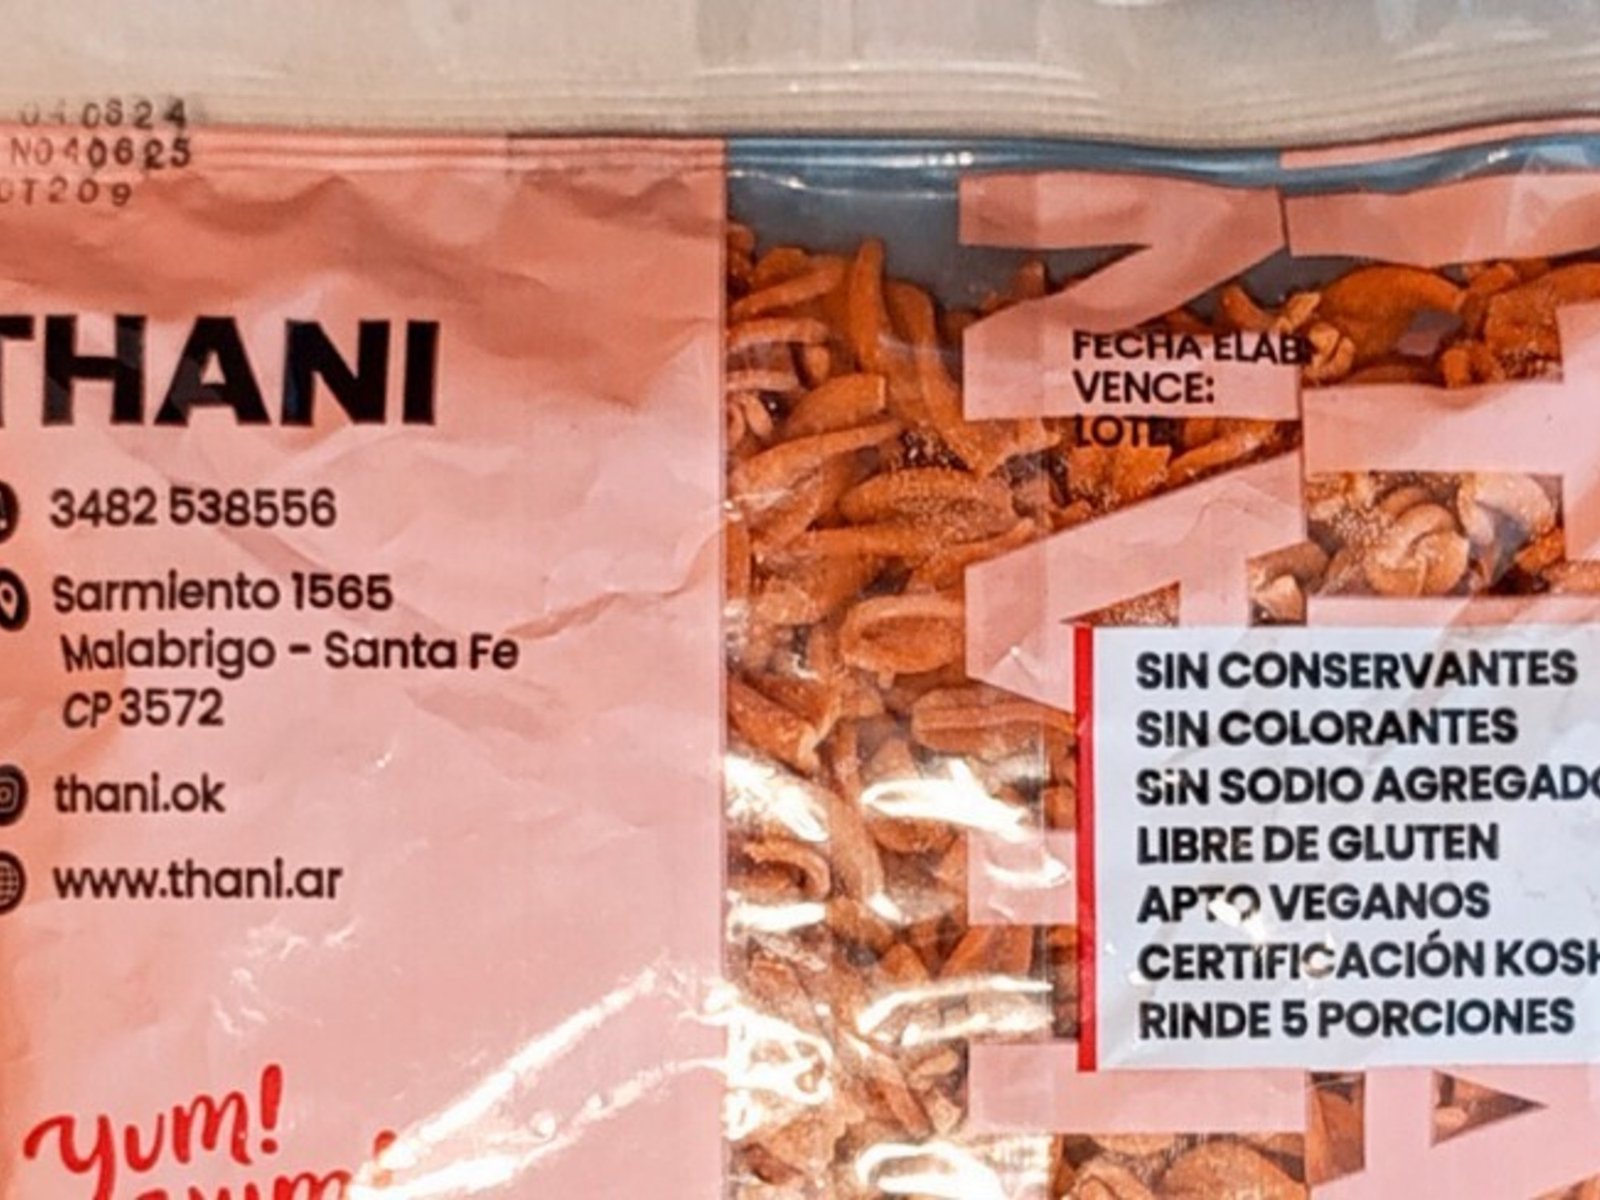 040824
NO40625
OT209
THANI
3482 538556
Sarmiento 1565
Malabrigo - Santa Fe
CP 3572
thani.ok
www.thani.ar
yum!
FECHA ELAB
VENCE:
LOTE
SIN CONSERVANTES
SIN COLORANTES
SIN SODIO AGREGADO
LIBRE DE GLUTEN
APTO VEGANOS
CERTIFICACIÓN KOSH
RINDE 5 PORCIONES